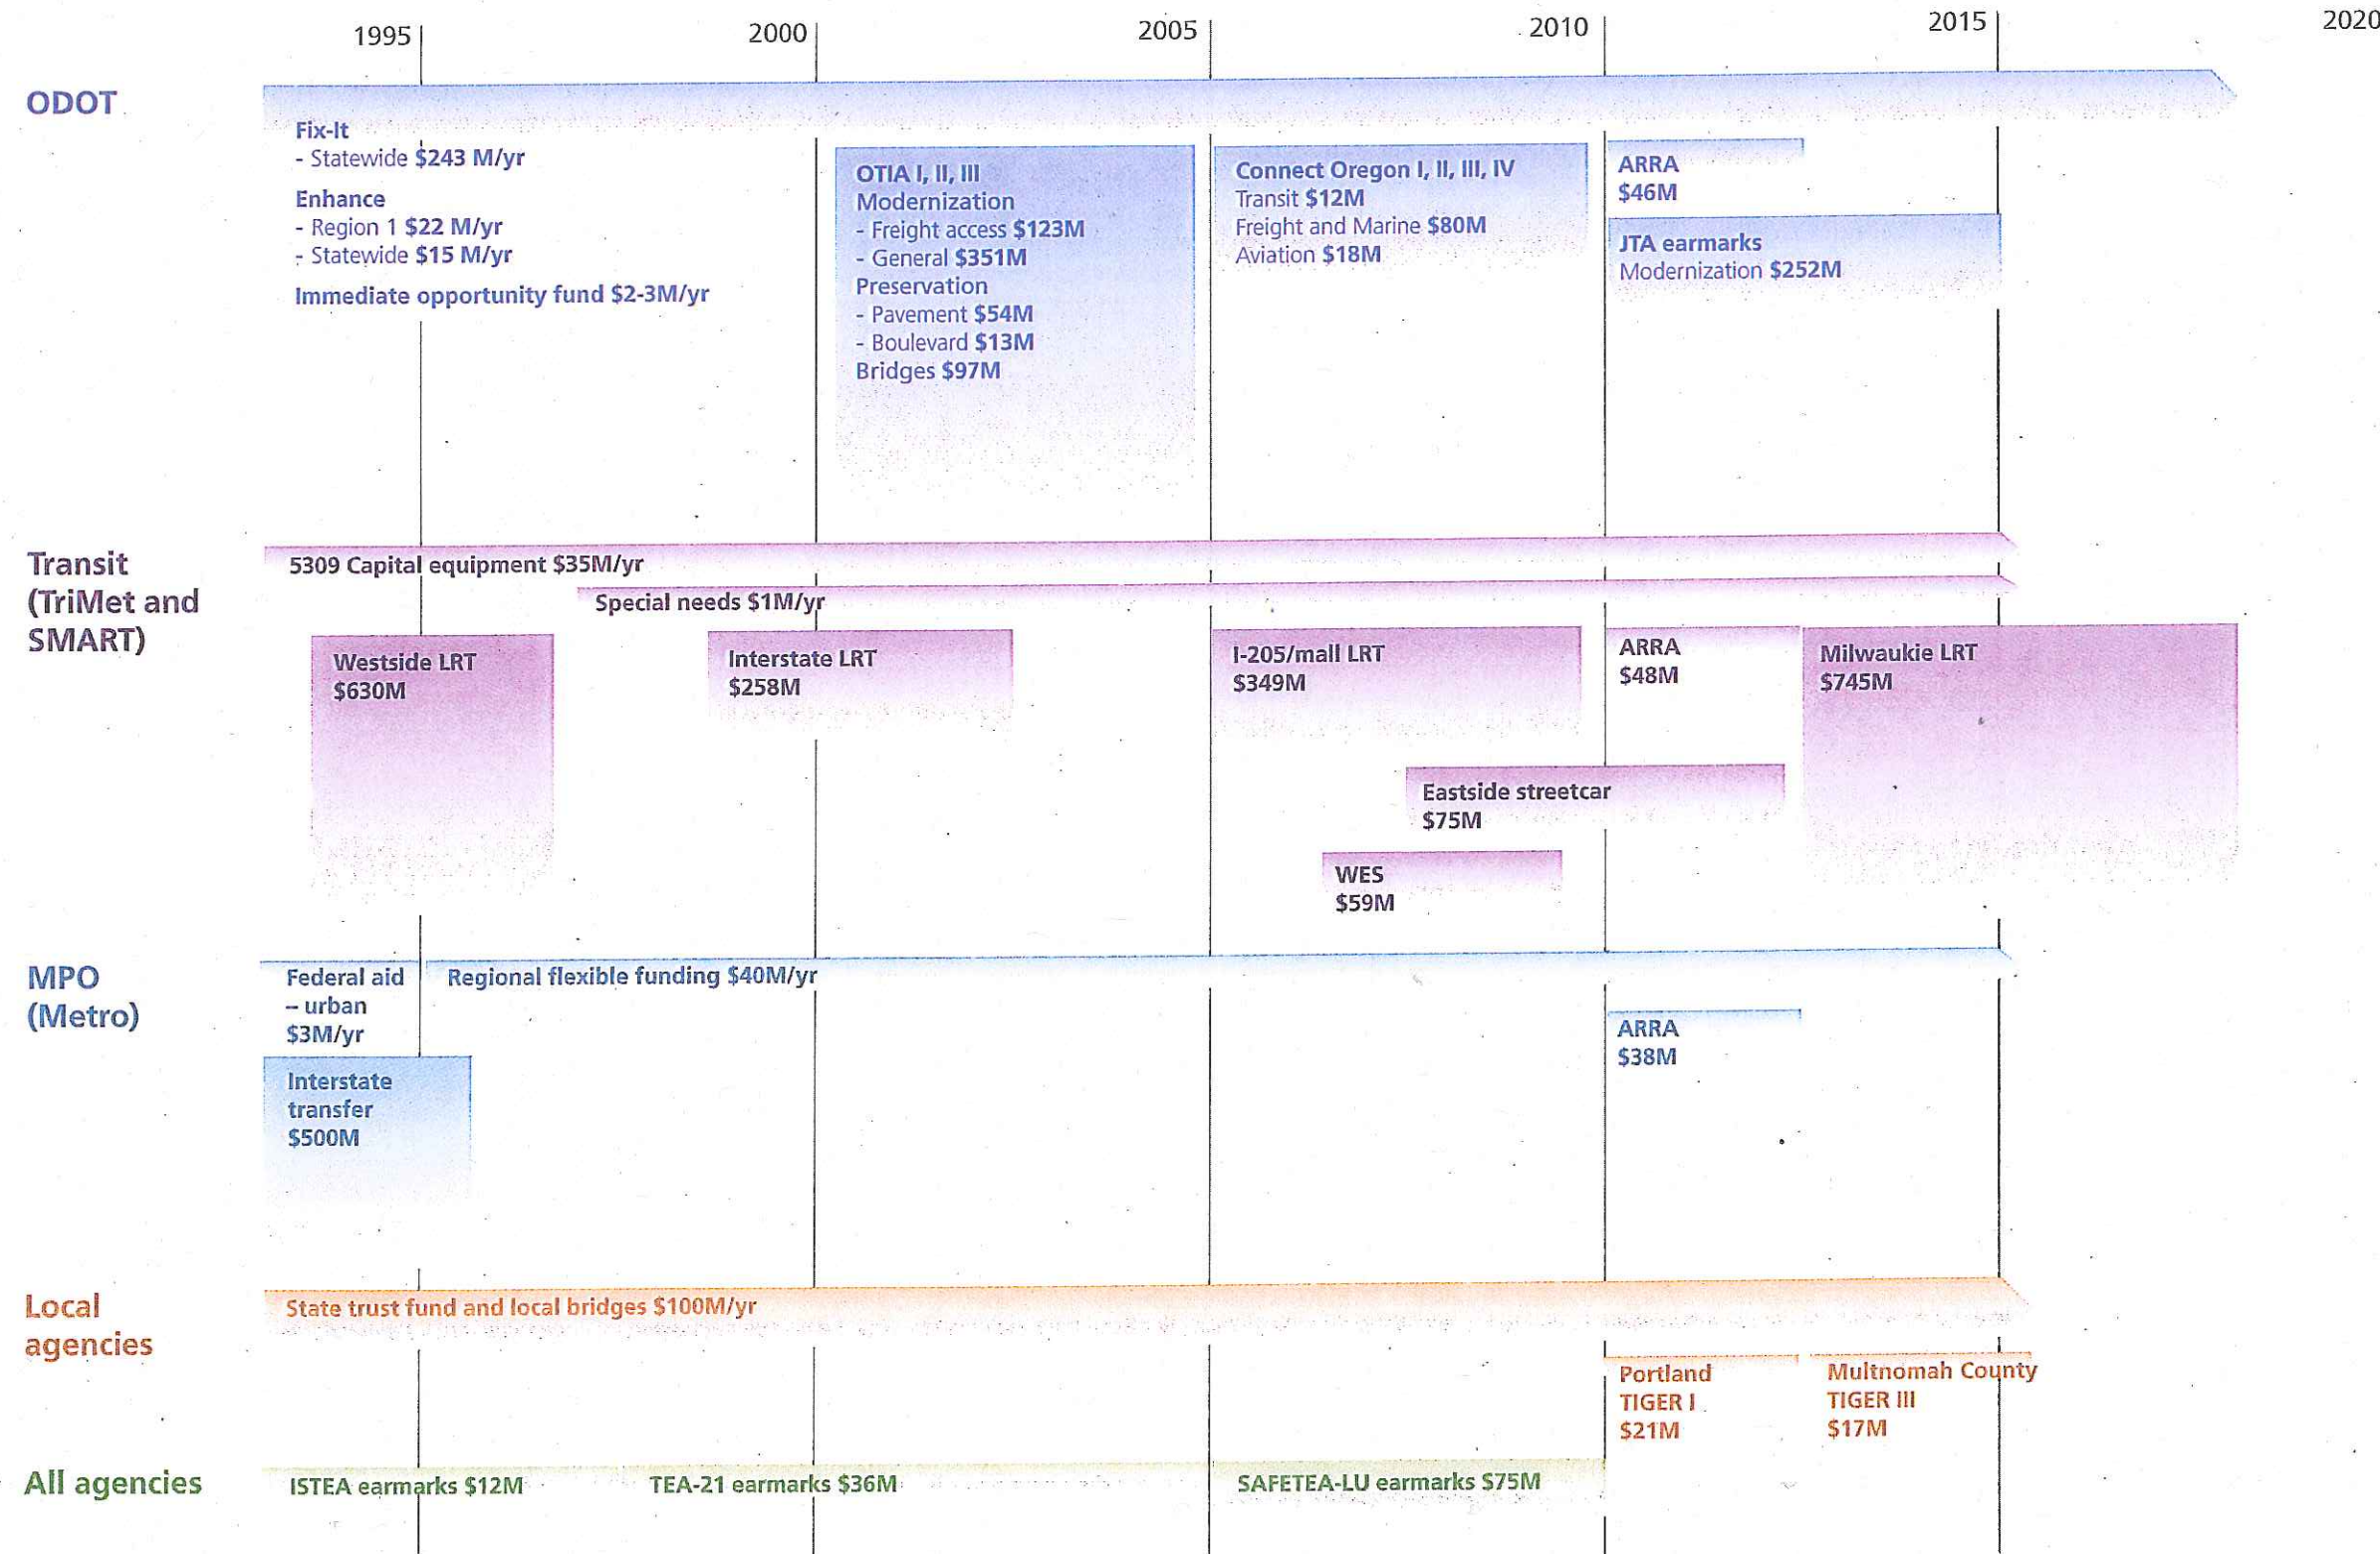 1995
2000
2005
2010
2015
2020
ODOT
Fix-It
- Statewide $243 M/yr
Enhance
- Region 1 $22 M/yr
- Statewide $15 M/yr
Immediate opportunity fund $2-3M/yr
OTIA I, II, III
Modernization
- Freight access $123M
- General $351M
Preservation
- Pavement $54M
- Boulevard $13M
Bridges $97M
Connect Oregon I, II, III, IV
Transit $12M
Freight and Marine $80M
Aviation $18M
ARRA
$46M
JTA earmarks
Modernization $252M
Transit
(TriMet and
SMART)
5309 Capital equipment $35M/yr
Special needs $1M/yr
Westside LRT
$630M
Interstate LRT
$258M
I-205/mall LRT
$349M
ARRA
$48M
Milwaukie LRT
$745M
Eastside streetcar
$75M
WES
$59M
MPO
(Metro)
Federal aid
– urban
$3M/yr
Regional flexible funding $40M/yr
Interstate
transfer
$500M
ARRA
$38M
Local
agencies
State trust fund and local bridges $100M/yr
Portland
TIGER I
$21M
Multnomah County
TIGER III
$17M
All agencies
ISTEA earmarks $12M
TEA-21 earmarks $36M
SAFETEA-LU earmarks $75M